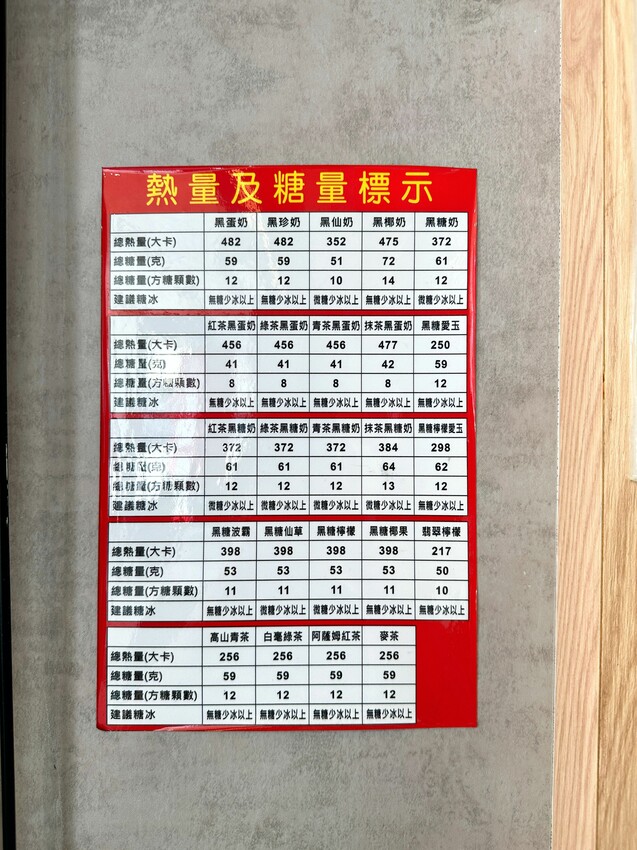 熱量及糖量標示
黑蛋奶 黑珍奶 黑仙奶 黑椰奶 黑糖奶
總熱量(大卡) 482 482 352 475 372
總糖量(克) 59 59 51 72 61
總糖量(方糖顆數) 12 12 10 14 12
建議糖冰 無糖少冰以上 無糖少冰以上 微糖少冰以上 無糖少冰以上 微糖少冰以上
紅茶黑蛋奶 綠茶黑蛋奶 青茶黑蛋奶 抹茶黑蛋奶 黑糖愛玉
總熱量(大卡) 456 456 456 477 250
總糖量(克) 41 41 41 42 59
總糖量(方糖顆數) 8 8 8 8 12
建議糖冰 無糖少冰以上 無糖少冰以上 無糖少冰以上 無糖少冰以上 無糖少冰以上
紅茶黑糖奶 綠茶黑糖奶 青茶黑糖奶 抹茶黑糖奶 黑糖檸檬愛玉
總熱量(大卡) 372 372 372 384 298
總糖量(克) 61 61 61 64 62
總糖量(方糖顆數) 12 12 12 13 12
建議糖冰 微糖少冰以上 微糖少冰以上 微糖少冰以上 微糖少冰以上 無糖少冰以上
黑糖波霸 黑糖仙草 黑糖檸檬 黑糖椰果 翡翠檸檬
總熱量(大卡) 398 398 398 398 217
總糖量(克) 53 53 53 53 50
總糖量(方糖顆數) 11 11 11 11 10
建議糖冰 無糖少冰以上 微糖少冰以上 微糖少冰以上 無糖少冰以上 無糖少冰以上
高山青茶 白毫綠茶 阿薩姆紅茶 麥茶
總熱量(大卡) 256 256 256 256
總糖量(克) 59 59 59 59
總糖量(方糖顆數) 12 12 12 12
建議糖冰 無糖少冰以上 無糖少冰以上 無糖少冰以上 無糖少冰以上